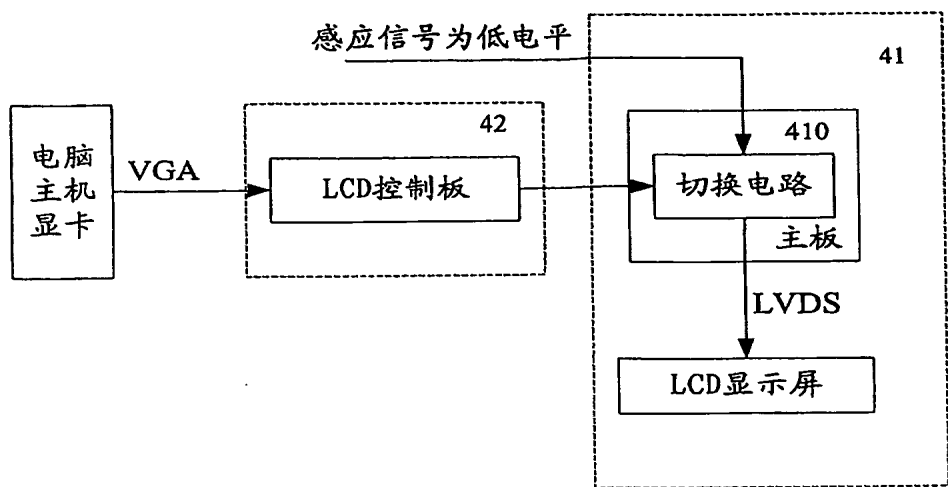 感应信号为低电平
41
42
410
电脑
主机
显卡
VGA
LCD控制板
切换电路
主板
LVDS
LCD显示屏